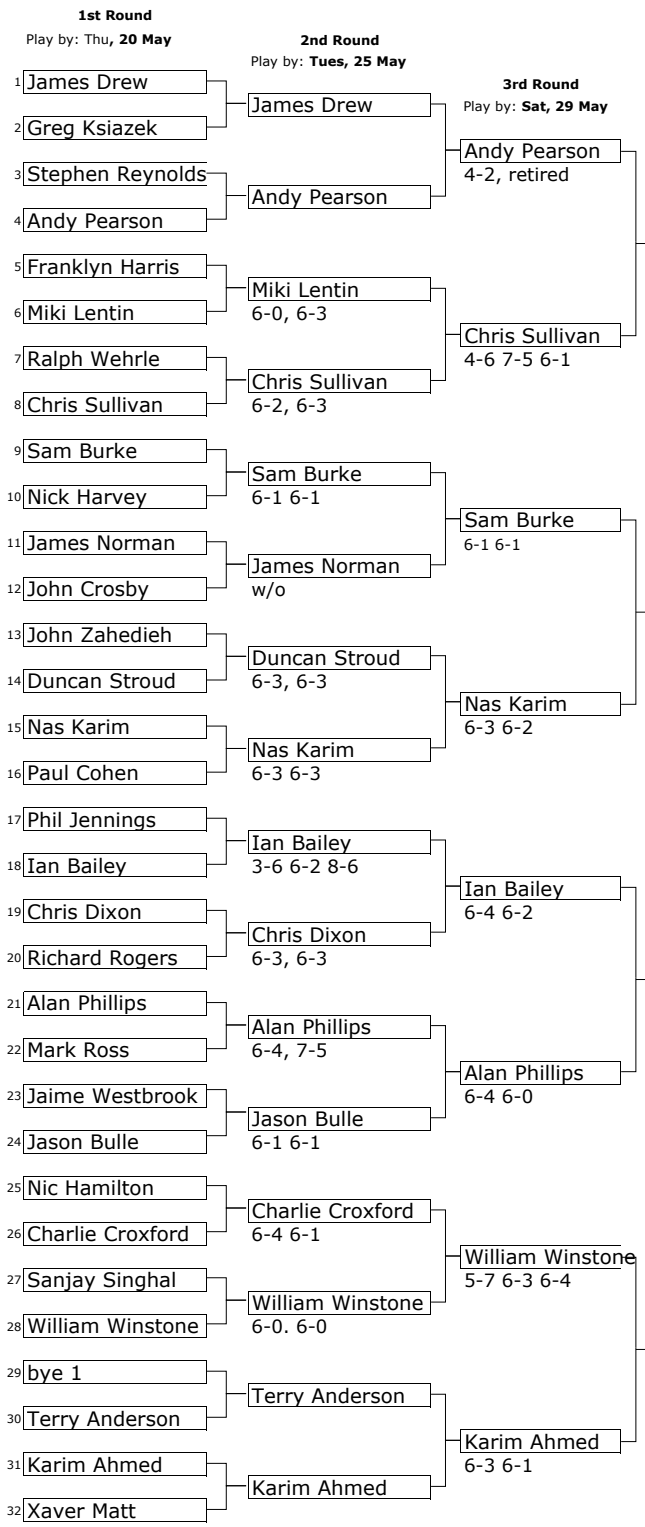 1st Round
Play by: Thu, 20 May
1 James Drew
2 Greg Ksiazek
3 Stephen Reynolds
4 Andy Pearson
5 Franklyn Harris
6 Miki Lentin
7 Ralph Wehrle
8 Chris Sullivan
9 Sam Burke
10 Nick Harvey
11 James Norman
12 John Crosby
13 John Zahedieh
14 Duncan Stroud
15 Nas Karim
16 Paul Cohen
17 Phil Jennings
18 Ian Bailey
19 Chris Dixon
20 Richard Rogers
21 Alan Phillips
22 Mark Ross
23 Jaime Westbrook
24 Jason Bulle
25 Nic Hamilton
26 Charlie Croxford
27 Sanjay Singhal
28 William Winstone
29 bye 1
30 Terry Anderson
31 Karim Ahmed
32 Xaver Matt
2nd Round
Play by: Tues, 25 May
James Drew
Andy Pearson
Miki Lentin
6-0, 6-3
Chris Sullivan
6-2, 6-3
Sam Burke
6-1 6-1
James Norman
w/o
Duncan Stroud
6-3, 6-3
Nas Karim
6-3 6-3
Ian Bailey
3-6 6-2 8-6
Chris Dixon
6-3, 6-3
Alan Phillips
6-4, 7-5
Jason Bulle
6-1 6-1
Charlie Croxford
6-4 6-1
William Winstone
6-0. 6-0
Terry Anderson
Karim Ahmed
3rd Round
Play by: Sat, 29 May
Andy Pearson
4-2, retired
Chris Sullivan
4-6 7-5 6-1
Sam Burke
6-1 6-1
Nas Karim
6-3 6-2
Ian Bailey
6-4 6-2
Alan Phillips
6-4 6-0
William Winstone
5-7 6-3 6-4
Karim Ahmed
6-3 6-1